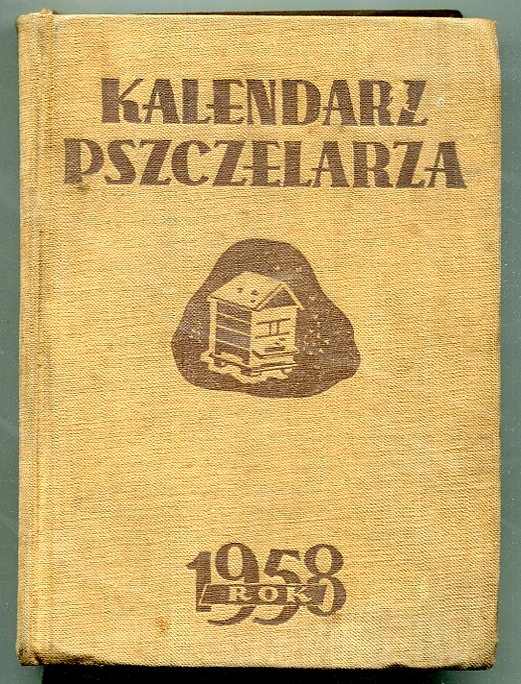 KALENDARZ
PSZCZELARZA
1958
ROK